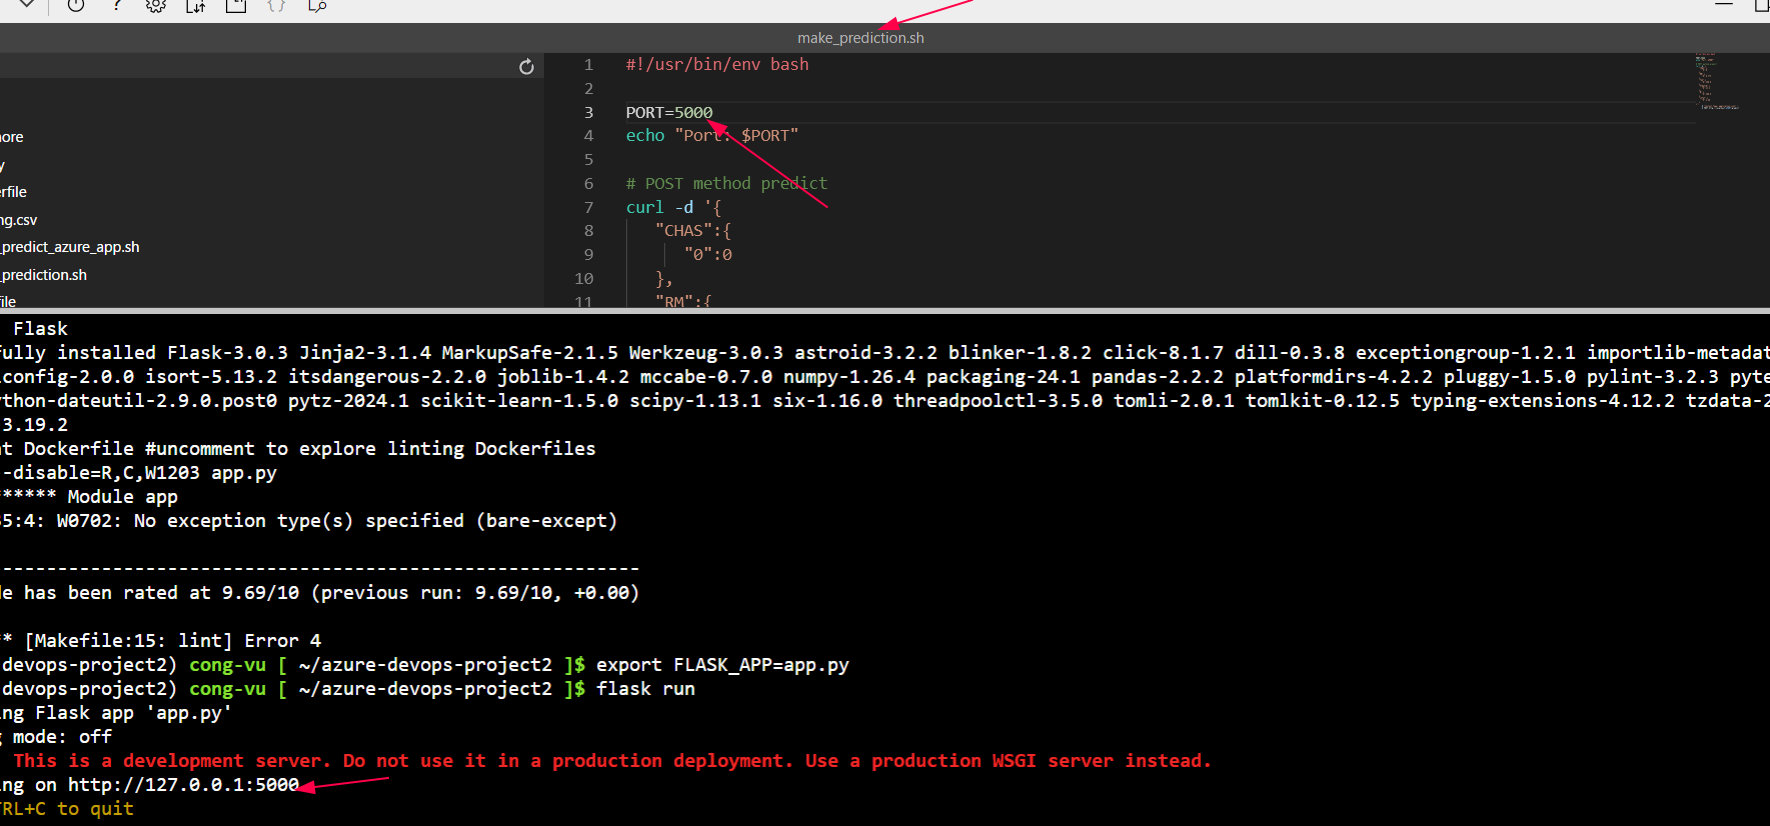 make_prediction.sh
1 #!/usr/bin/env bash
2
3 PORT=5000
4 echo "Port: $PORT"
5
6 # POST method predict
7 curl -d '{
8 "CHAS":{
9 "0":0
10 },
11 "RM":{
ore
y
rfile
ng.csv
_predict_azure_app.sh
_prediction.sh
ile
Flask
fully installed Flask-3.0.3 Jinja2-3.1.4 MarkupSafe-2.1.5 Werkzeug-3.0.3 astroid-3.2.2 blinker-1.8.2 click-8.1.7 dill-0.3.8 exceptiongroup-1.2.1 importlib-metadat
config-2.0.0 isort-5.13.2 itsdangerous-2.2.0 joblib-1.4.2 mccabe-0.7.0 numpy-1.26.4 packaging-24.1 pandas-2.2.2 platformdirs-4.2.2 pluggy-1.5.0 pylint-3.2.3 pyte
ython-dateutil-2.9.0.post0 pytz-2024.1 scikit-learn-1.5.0 scipy-1.13.1 six-1.16.0 threadpoolctl-3.5.0 tomli-2.0.1 tomlkit-0.12.5 typing-extensions-4.12.2 tzdata-2
3.19.2
t Dockerfile #uncomment to explore linting Dockerfiles
-disable=R,C,W1203 app.py
****** Module app
35:4: W0702: No exception type(s) specified (bare-except)
-----------------------------------------------------------
e has been rated at 9.69/10 (previous run: 9.69/10, +0.00)
* [Makefile:15: lint] Error 4
devops-project2) cong-vu [ ~/azure-devops-project2 ]$ export FLASK_APP=app.py
devops-project2) cong-vu [ ~/azure-devops-project2 ]$ flask run
ng Flask app 'app.py'
mode: off
This is a development server. Do not use it in a production deployment. Use a production WSGI server instead.
ng on http://127.0.0.1:5000
TRL+C to quit